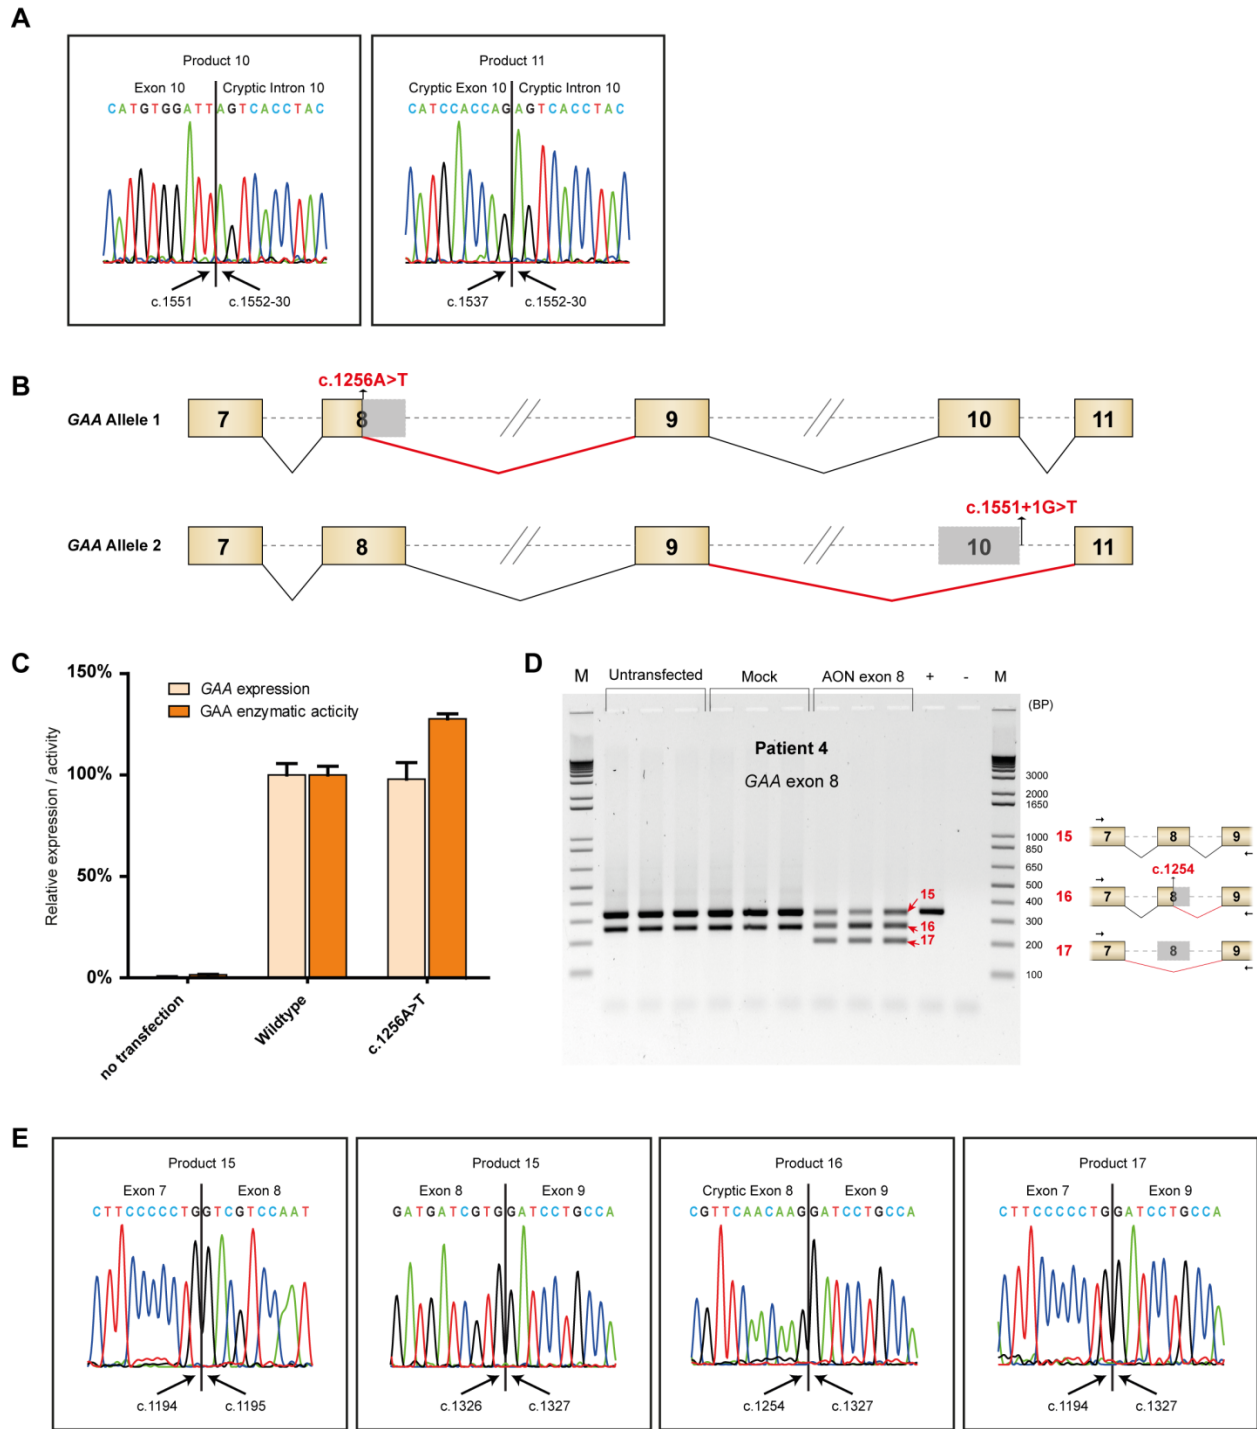 A
Product 10
Exon 10 Cryptic Intron 10
CATGTGGATTAGTCACCTAC
c.1551 c.1552-30
Product 11
Cryptic Exon 10 Cryptic Intron 10
CATCCACCAGAGTCACCTAC
c.1537 c.1552-30
B
c.1256A>T
GAA Allele 1 7 8 9 10 11
c.1551+1G>T
GAA Allele 2 7 8 9 10 11
C
150%
100%
50%
0%
Relative expression / activity
GAA expression
GAA enzymatic acticity
no transfection
Wildtype
c.1256A>T
D
M Untransfected Mock AON exon 8 + - M
(BP)
Patient 4
GAA exon 8
3000
2000
1650
1000
850
650
500
400
300
200
100
15
16
17
15 7 8 9
c.1254
16 7 8 9
17 7 8 9
E
Product 15
Exon 7 Exon 8
CTTCCCCCTGGTCGTCCAAT
c.1194 c.1195
Product 15
Exon 8 Exon 9
GATGATCGTGGATCCTGCCA
c.1326 c.1327
Product 16
Cryptic Exon 8 Exon 9
CGTTCAACAAGGATCCTGCCA
c.1254 c.1327
Product 17
Exon 7 Exon 9
CTTCCCCCTGGATCCTGCCA
c.1194 c.1327